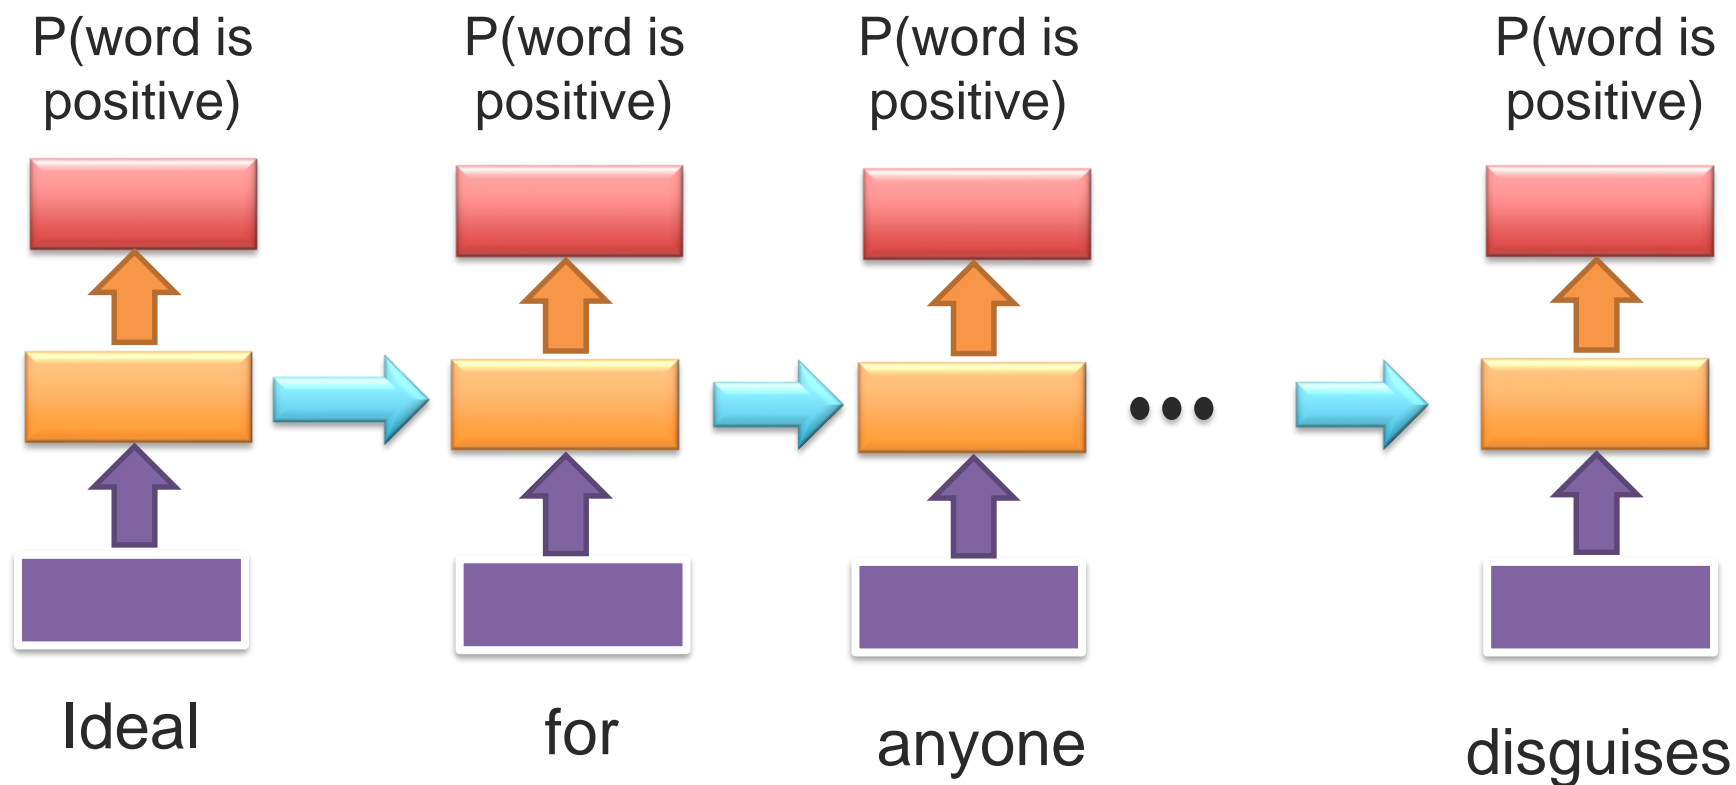 P(word is
positive)
P(word is
positive)
P(word is
positive)
P(word is
positive)
Ideal
for
anyone
...
disguises